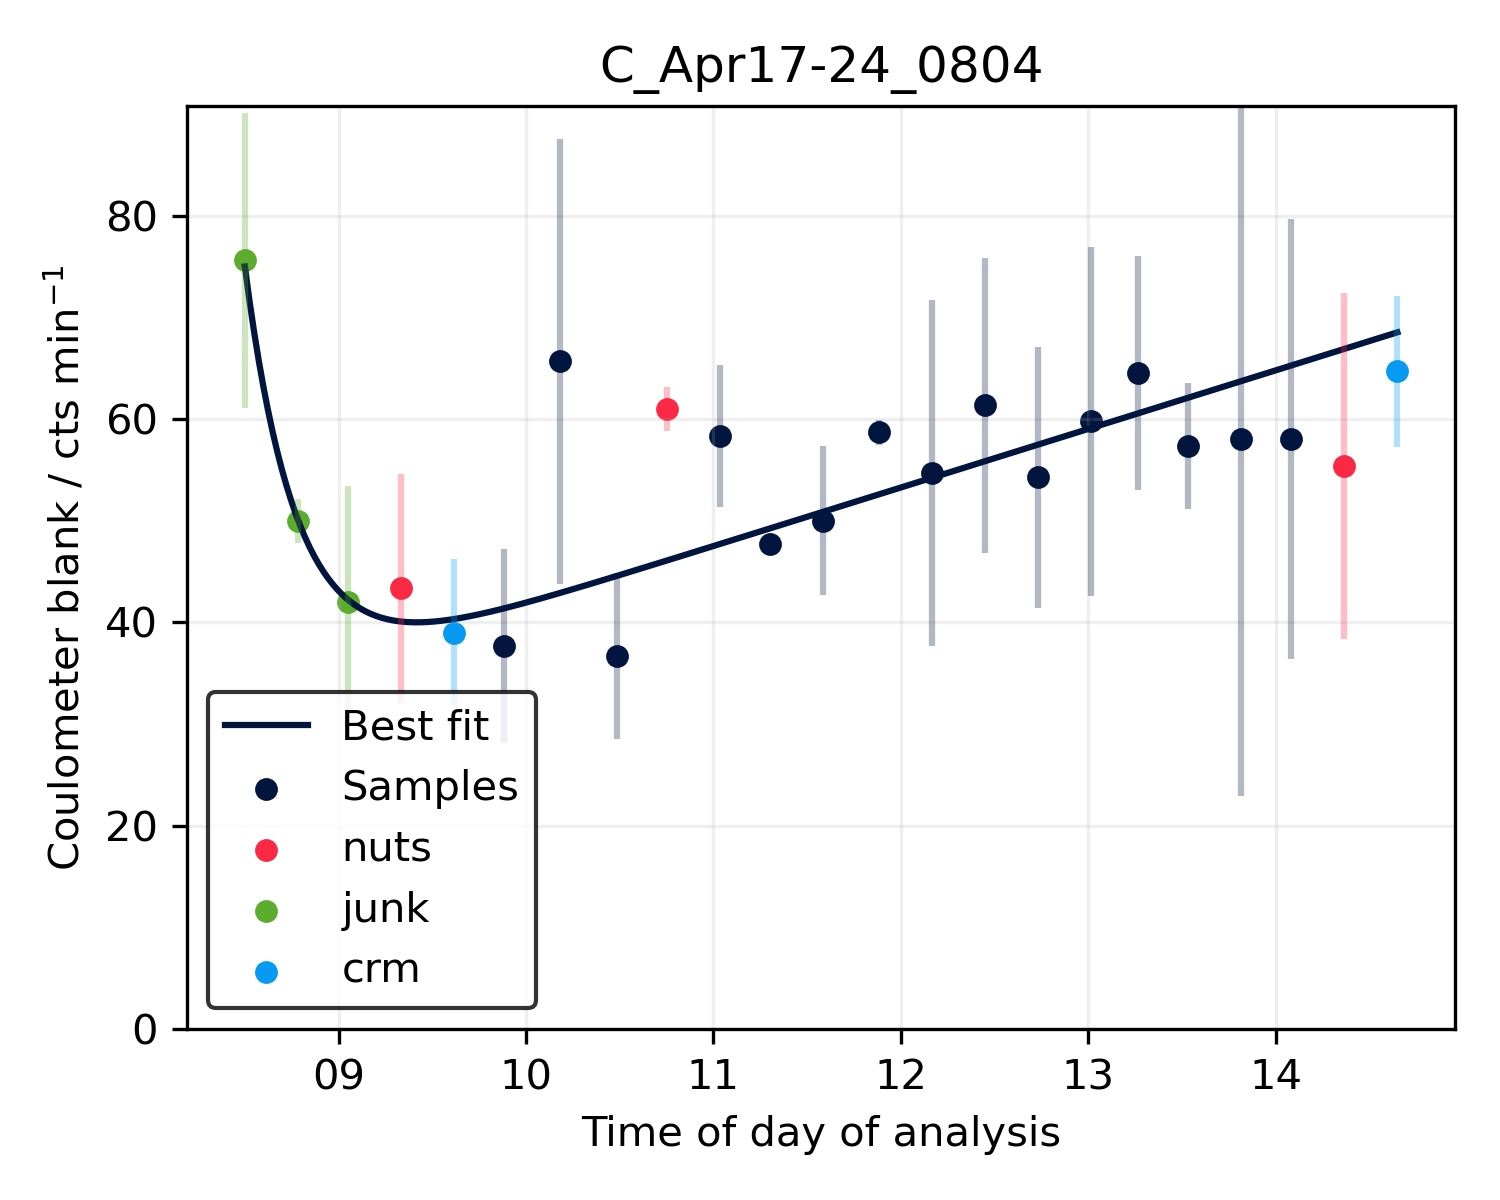 C_Apr17-24_0804
Coulometer blank / cts min⁻¹
80
60
40
20
0
Best fit
Samples
nuts
junk
crm
09 10 11 12 13 14
Time of day of analysis